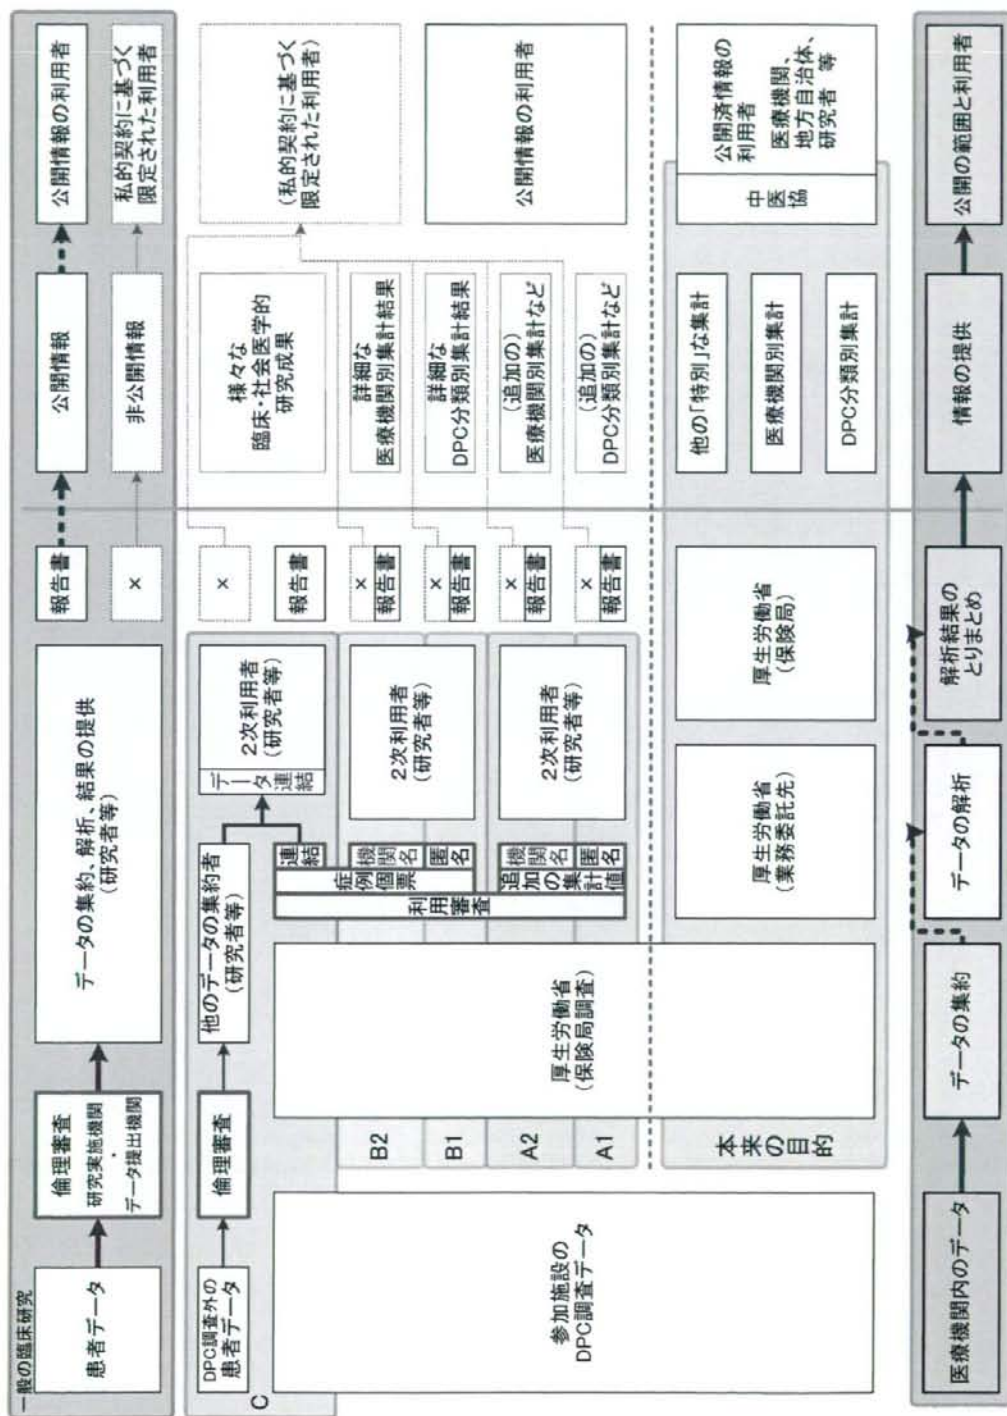 一般の臨床研究
患者データ
倫理審査
研究実施機関
・
データ提出機関
データの集約、解析、結果の提供
(研究者等)
報告書
×
公開情報
非公開情報
公開情報の利用者
私的契約に基づく
限定された利用者
C
DPC調査外の
患者データ
倫理審査
他のデータの集約者
(研究者等)
データ連結
2次利用者
(研究者等)
×
報告書
様々な
臨床・社会医学的
研究成果
(私的契約に基づく
限定された利用者)
参加施設の
DPC調査データ
B2
B1
A2
A1
厚生労働省
(保険局調査)
利用審査
症例個票
追加の集計値
連結
機関名
匿名
機関名
匿名
2次利用者
(研究者等)
2次利用者
(研究者等)
×
報告書
×
報告書
×
報告書
×
報告書
詳細な
医療機関別集計結果
詳細な
DPC分類別集計結果
(追加の)
医療機関別集計など
(追加の)
DPC分類別集計など
公開情報の利用者
本来の目的
厚生労働省
(業務委託先)
厚生労働省
(保険局)
他の「特別」な集計
医療機関別集計
DPC分類別集計
中医協
公開済情報の
利用者
医療機関、
地方自治体、
研究者 等
医療機関内のデータ
データの集約
データの解析
解析結果の
とりまとめ
情報の提供
公開の範囲と利用者